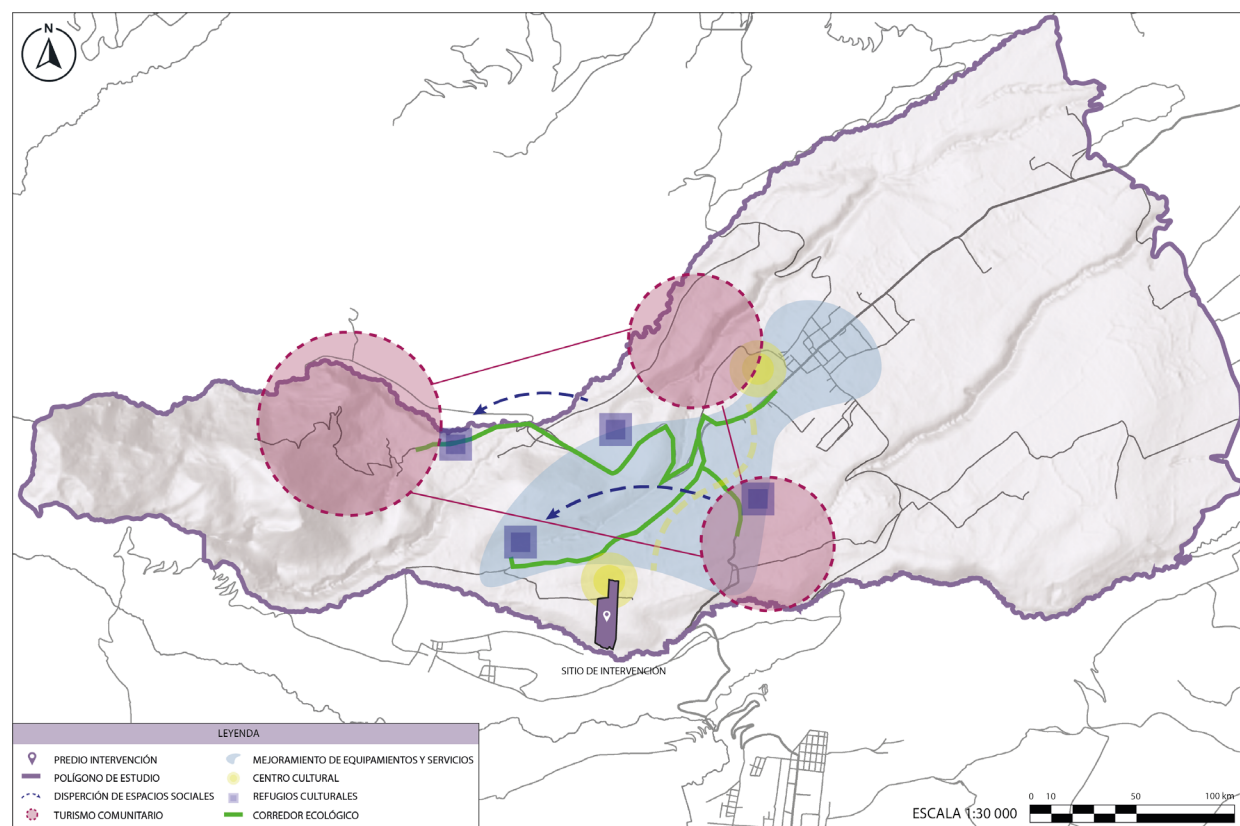 N
SITIO DE INTERVENCIÓN
LEYENDA
PREDIO INTERVENCIÓN
POLÍGONO DE ESTUDIO
DISPERCIÓN DE ESPACIOS SOCIALES
TURISMO COMUNITARIO
MEJORAMIENTO DE EQUIPAMIENTOS Y SERVICIOS
CENTRO CULTURAL
REFUGIOS CULTURALES
CORREDOR ECOLÓGICO
ESCALA 1:30 000
0 10 50 100 km